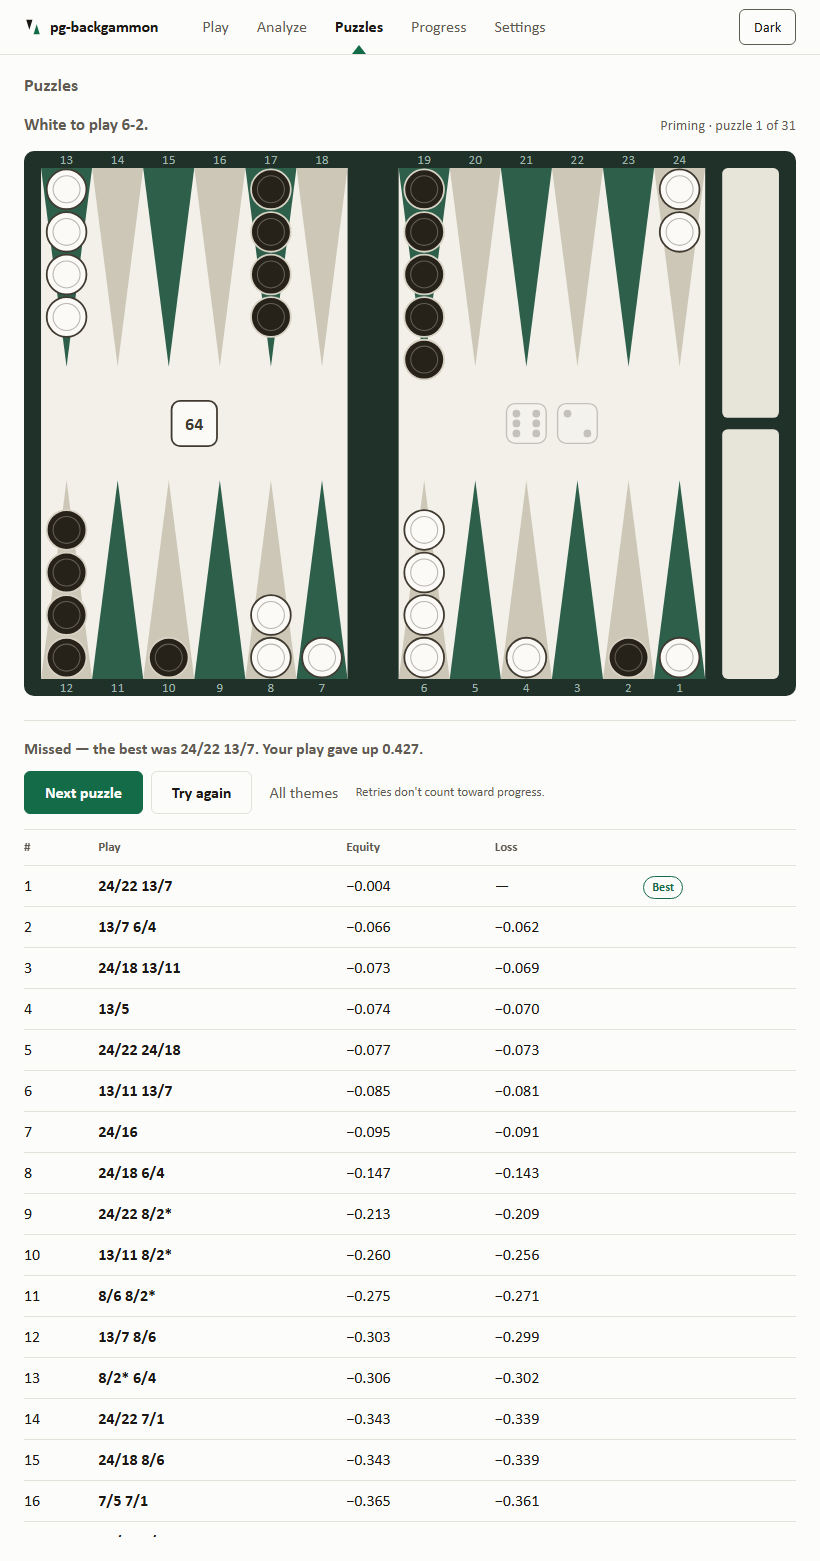 pg-backgammon Play Analyze Puzzles Progress Settings Dark
Puzzles
White to play 6-2. Priming · puzzle 1 of 31
13 14 15 16 17 18 19 20 21 22 23 24
64
12 11 10 9 8 7 6 5 4 3 2 1
Missed — the best was 24/22 13/7. Your play gave up 0.427.
Next puzzle Try again All themes Retries don't count toward progress.
# Play Equity Loss
1 24/22 13/7 −0.004 — Best
2 13/7 6/4 −0.066 −0.062
3 24/18 13/11 −0.073 −0.069
4 13/5 −0.074 −0.070
5 24/22 24/18 −0.077 −0.073
6 13/11 13/7 −0.085 −0.081
7 24/16 −0.095 −0.091
8 24/18 6/4 −0.147 −0.143
9 24/22 8/2* −0.213 −0.209
10 13/11 8/2* −0.260 −0.256
11 8/6 8/2* −0.275 −0.271
12 13/7 8/6 −0.303 −0.299
13 8/2* 6/4 −0.306 −0.302
14 24/22 7/1 −0.343 −0.339
15 24/18 8/6 −0.343 −0.339
16 7/5 7/1 −0.365 −0.361